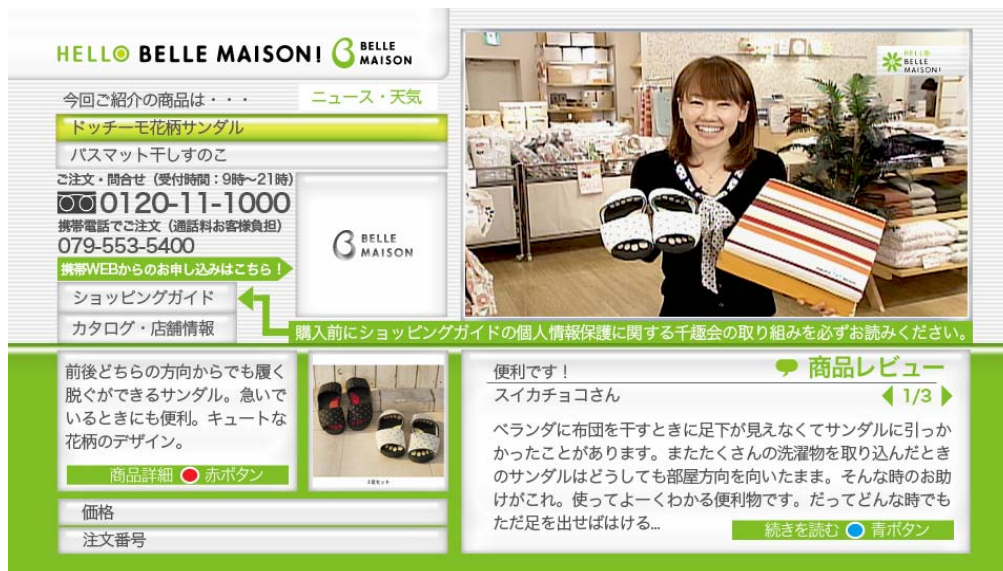 HELLO BELLE MAISON! BELLE MAISON
今回ご紹介の商品は・・・
ニュース・天気
ドッチーモ花柄サンダル
バスマット干しすのこ
ご注文・問合せ（受付時間：9時～21時）
0120-11-1000
携帯電話でご注文（通話料お客様負担）
079-553-5400
携帯WEBからのお申し込みはこちら！
ショッピングガイド
カタログ・店舗情報
BELLE
MAISON
HELLO
BELLE
MAISON!
購入前にショッピングガイドの個人情報保護に関する千趣会の取り組みを必ずお読みください。
前後どちらの方向からでも履く
脱ぐができるサンダル。急いで
いるときにも便利。キュートな
花柄のデザイン。
商品詳細 赤ボタン
2足セット
価格
注文番号
便利です！
商品レビュー
スイカチョコさん
1/3
ベランダに布団を干すときに足下が見えなくてサンダルに引っか
かったことがあります。またたくさんの洗濯物を取り込んだとき
のサンダルはどうしても部屋方向を向いたまま。そんな時のお助
けがこれ。使ってよーくわかる便利物です。だってどんな時でも
ただ足を出せばはける...
続きを読む 青ボタン